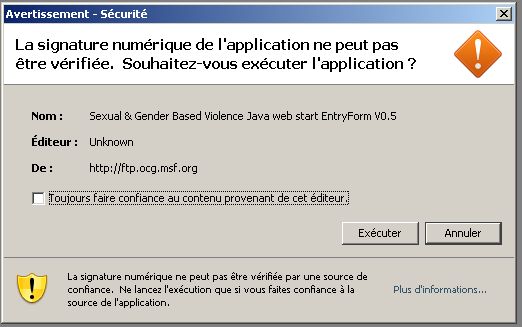 Avertissement - Sécurité
La signature numérique de l'application ne peut pas
être vérifiée. Souhaitez-vous exécuter l'application ?
Nom : Sexual & Gender Based Violence Java web start EntryForm V0.5
Éditeur : Unknown
De : http://ftp.ocg.msf.org
Toujours faire confiance au contenu provenant de cet éditeur.
Exécuter Annuler
La signature numérique ne peut pas être vérifiée par une source de
confiance. Ne lancez l'exécution que si vous faites confiance à la
source de l'application.
Plus d'informations...